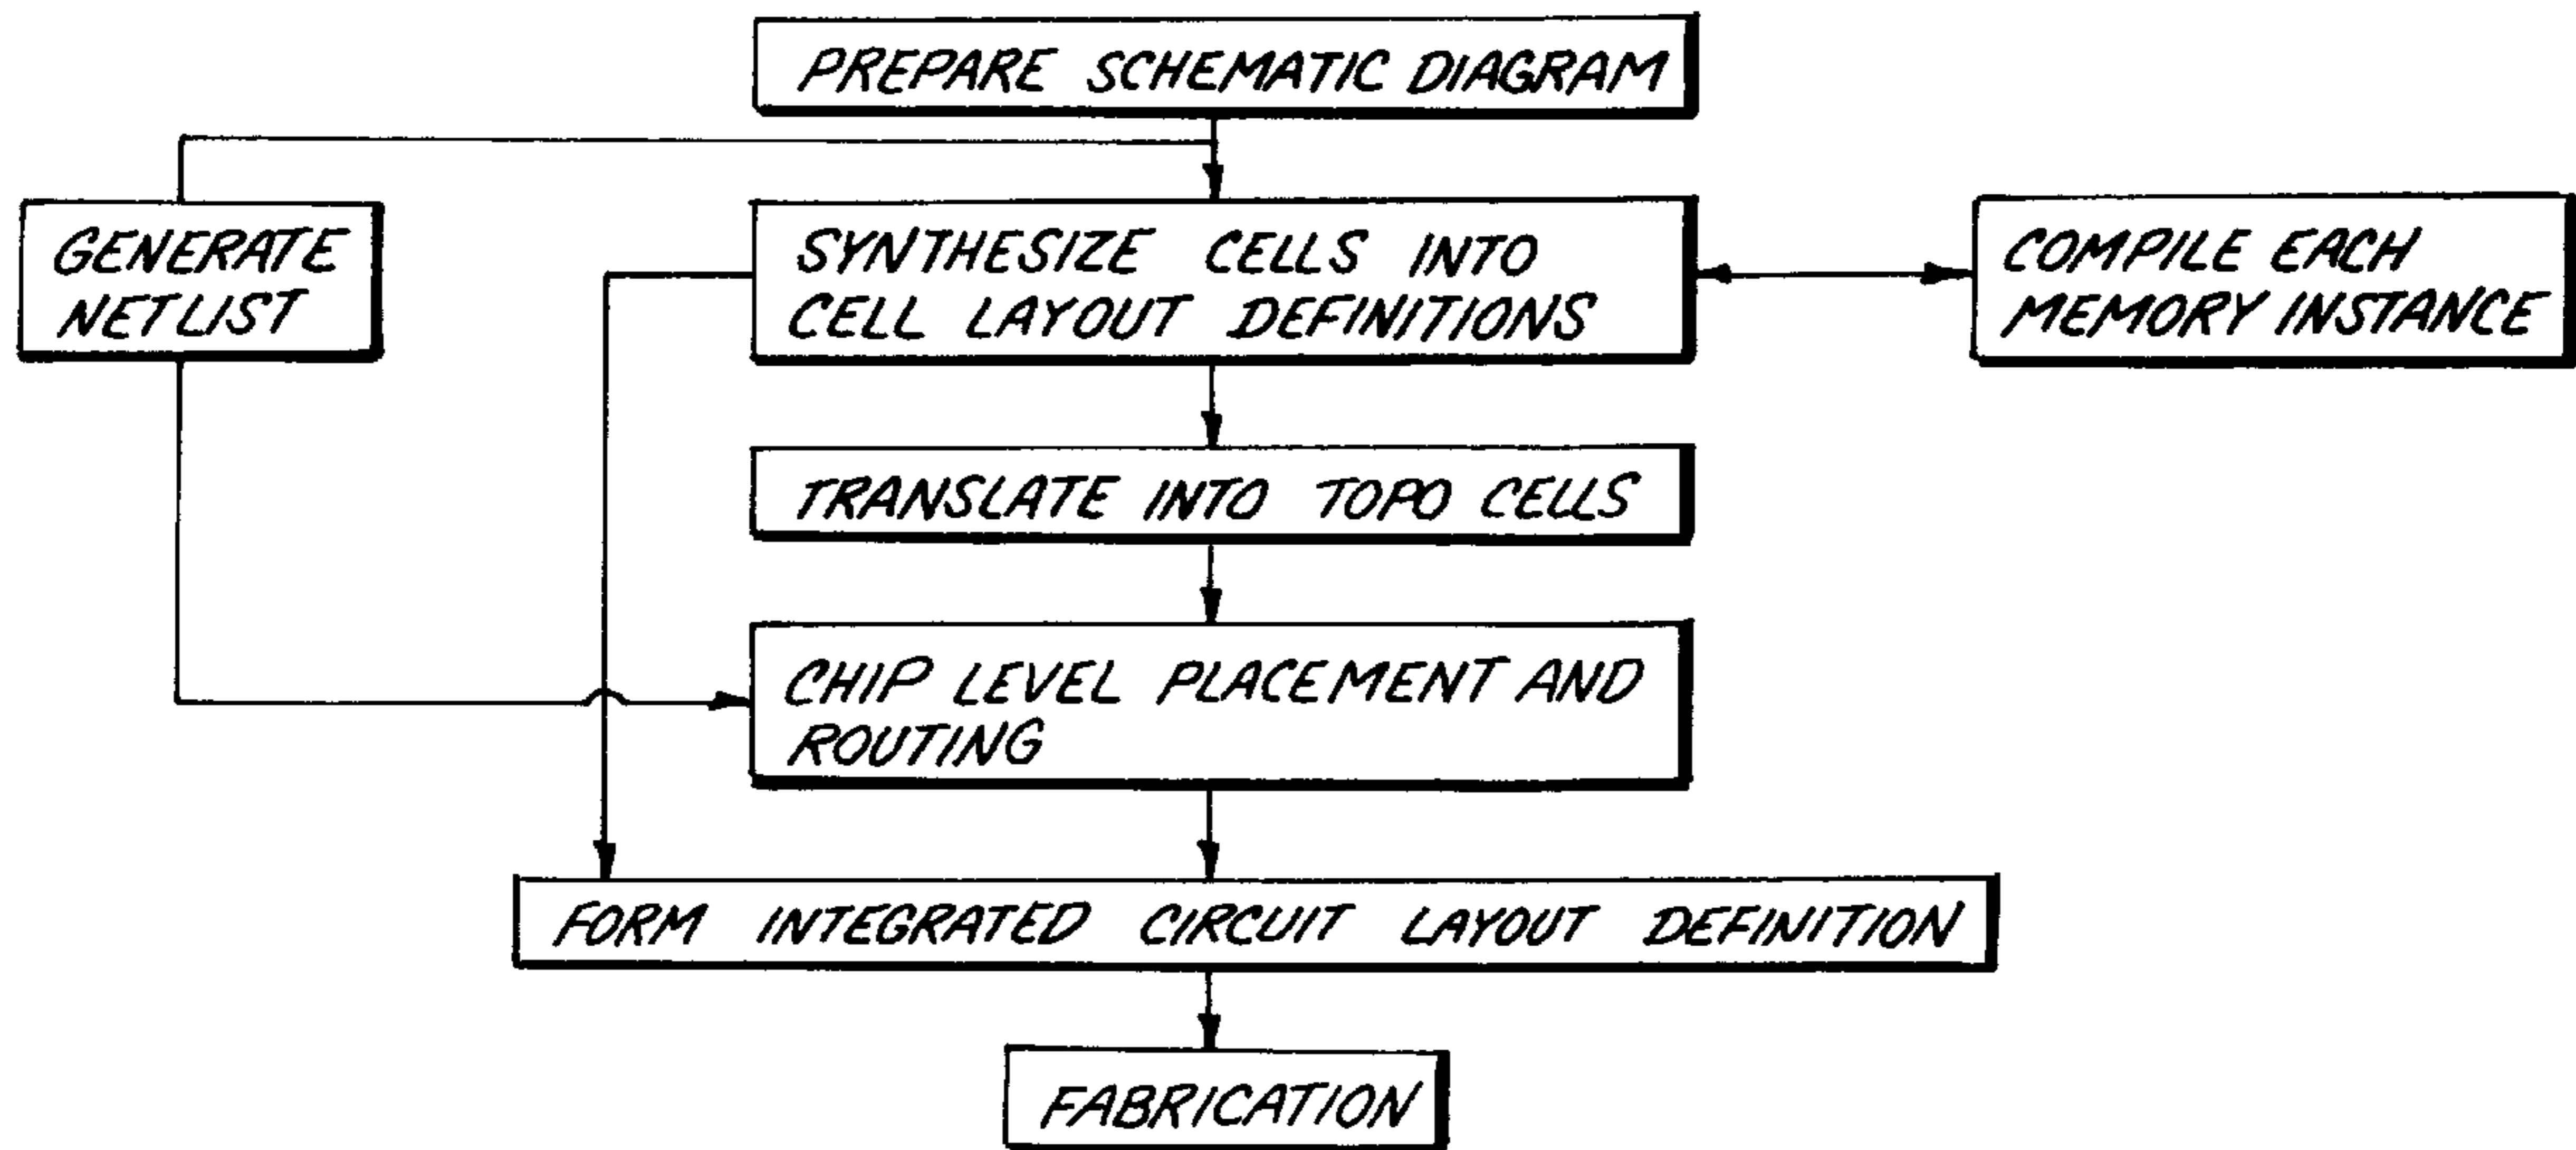 PREPARE SCHEMATIC DIAGRAM
GENERATE
NETLIST
SYNTHESIZE CELLS INTO
CELL LAYOUT DEFINITIONS
COMPILE EACH
MEMORY INSTANCE
TRANSLATE INTO TOPO CELLS
CHIP LEVEL PLACEMENT AND
ROUTING
FORM INTEGRATED CIRCUIT LAYOUT DEFINITION
FABRICATION